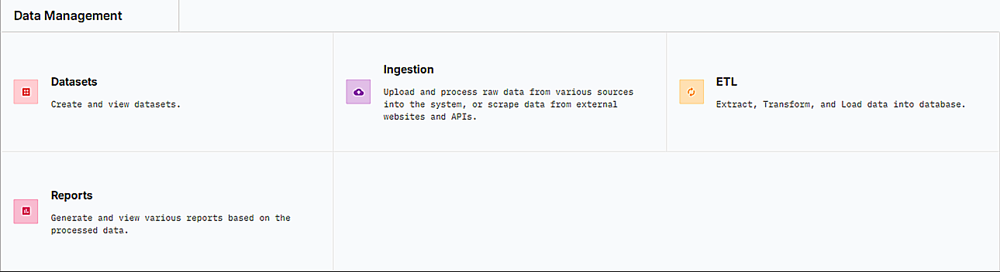 Data Management
Datasets
Create and view datasets.
Ingestion
Upload and process raw data from various sources
into the system, or scrape data from external
websites and APIs.
ETL
Extract, Transform, and Load data into database.
Reports
Generate and view various reports based on the
processed data.